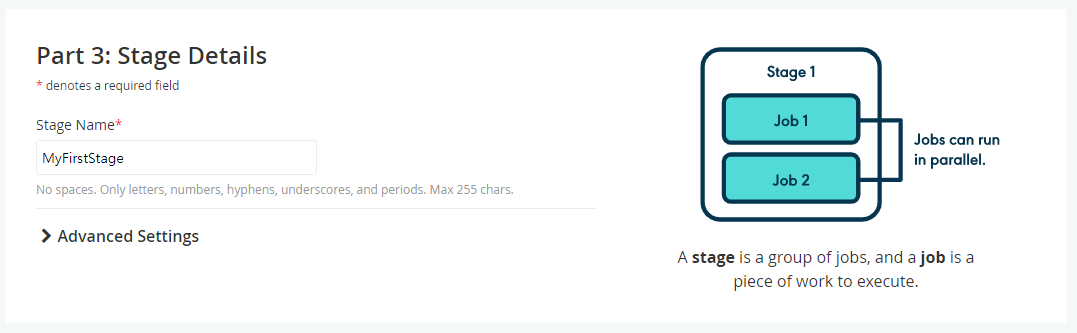 Part 3: Stage Details
* denotes a required field
Stage Name*
MyFirstStage
No spaces. Only letters, numbers, hyphens, underscores, and periods. Max 255 chars.
Advanced Settings
Stage 1
Job 1
Job 2
Jobs can run
in parallel.
A stage is a group of jobs, and a job is a
piece of work to execute.